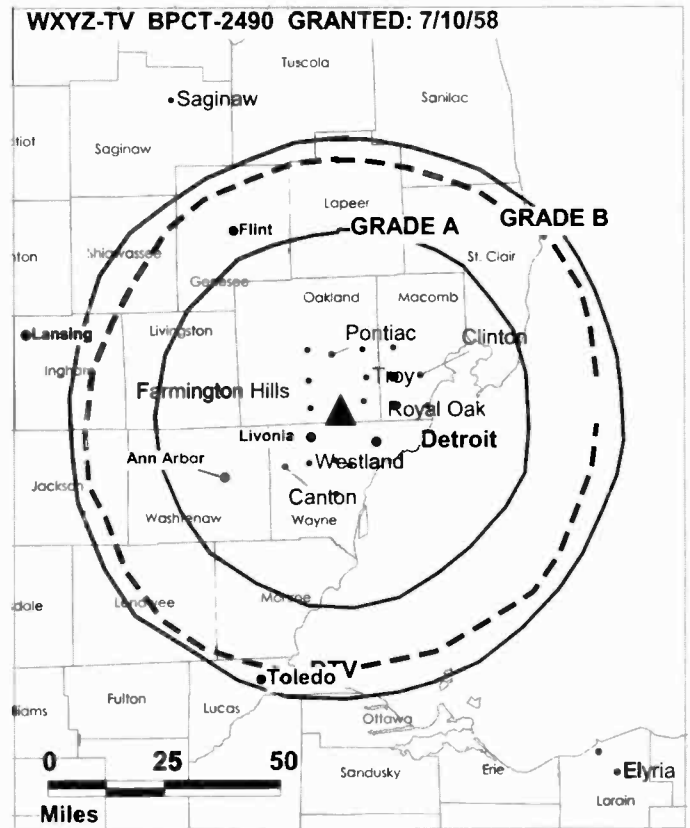 WXYZ-TV BPCT-2490 GRANTED: 7/10/58
Tuscola
Saginaw
Sanilac
Saginaw
Lapeer
GRADE A
GRADE B
Flint
Shiawassee
St. Clair
Genesee
Oakland
Macomb
Lansing
Livingston
Pontiac
Clinton
Ingham
Troy
Farmington Hills
Royal Oak
Livonia
Detroit
Ann Arbor
Westland
Jackson
Canton
Washtenaw
Wayne
Lenawee
Monroe
DTV
Toledo
Fulton
Lucas
Ottawa
Sandusky
Erie
Elyria
Lorain
0 25 50
Miles